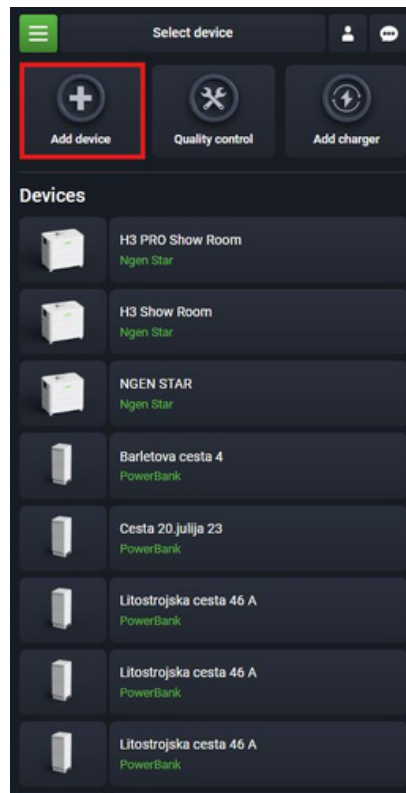 Select device
Add device
Quality control
Add charger
Devices
H3 PRO Show Room
Ngen Star
H3 Show Room
Ngen Star
NGEN STAR
Ngen Star
Barletova cesta 4
PowerBank
Cesta 20.julija 23
PowerBank
Litostrojska cesta 46 A
PowerBank
Litostrojska cesta 46 A
PowerBank
Litostrojska cesta 46 A
PowerBank